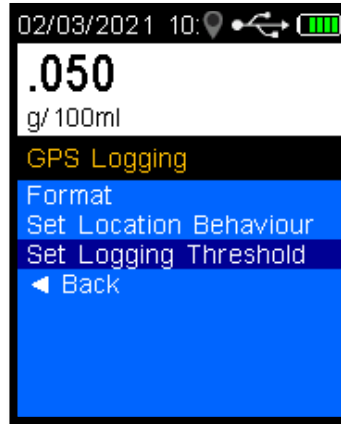 02/03/2021 10:
.050
g/100ml
GPS Logging
Format
Set Location Behaviour
Set Logging Threshold
◄ Back